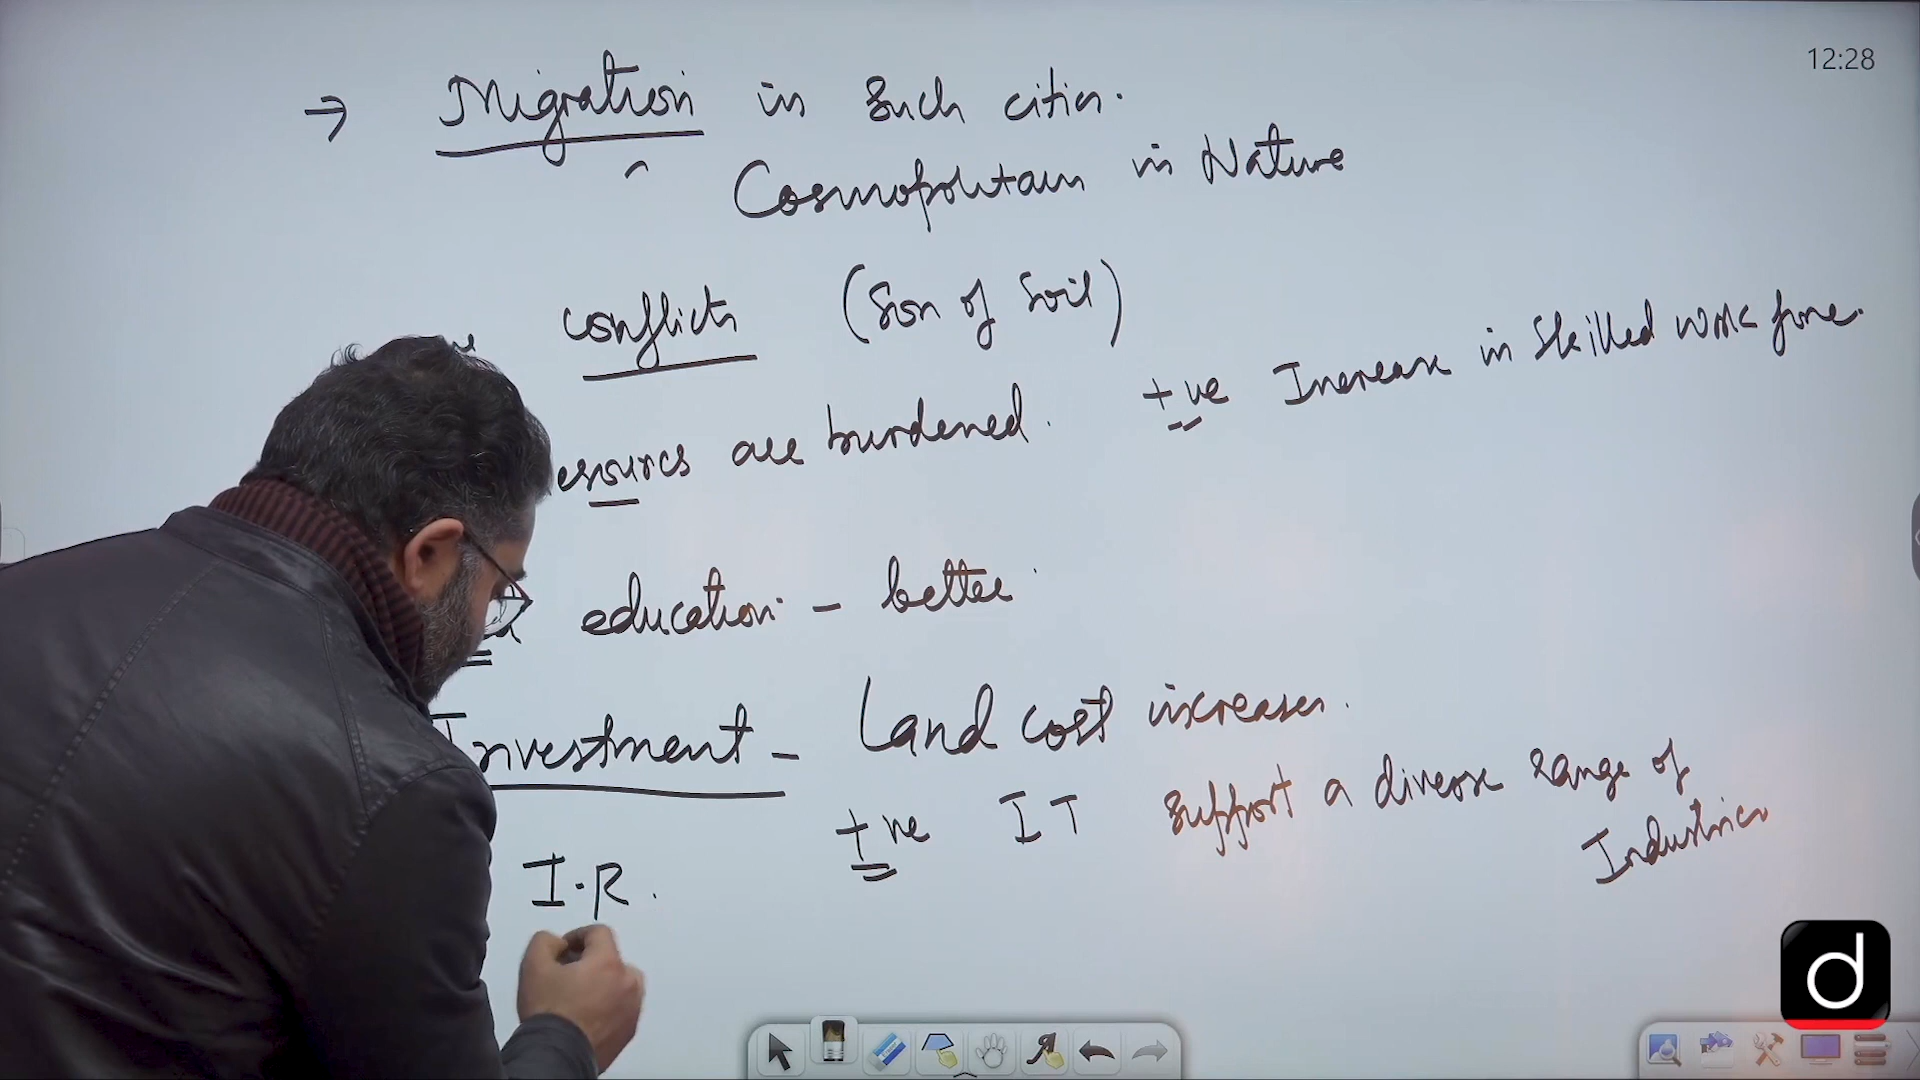 12:28
→ Migration in such cities.
Cosmopolitain in Nature
conflicts (Son of Soil)
+ve Increase in Skilled work force.
esources are burdened.
education - better
Investment - Land cost increases.
+ve IT support a diverse range of
Industries
I.R.
d